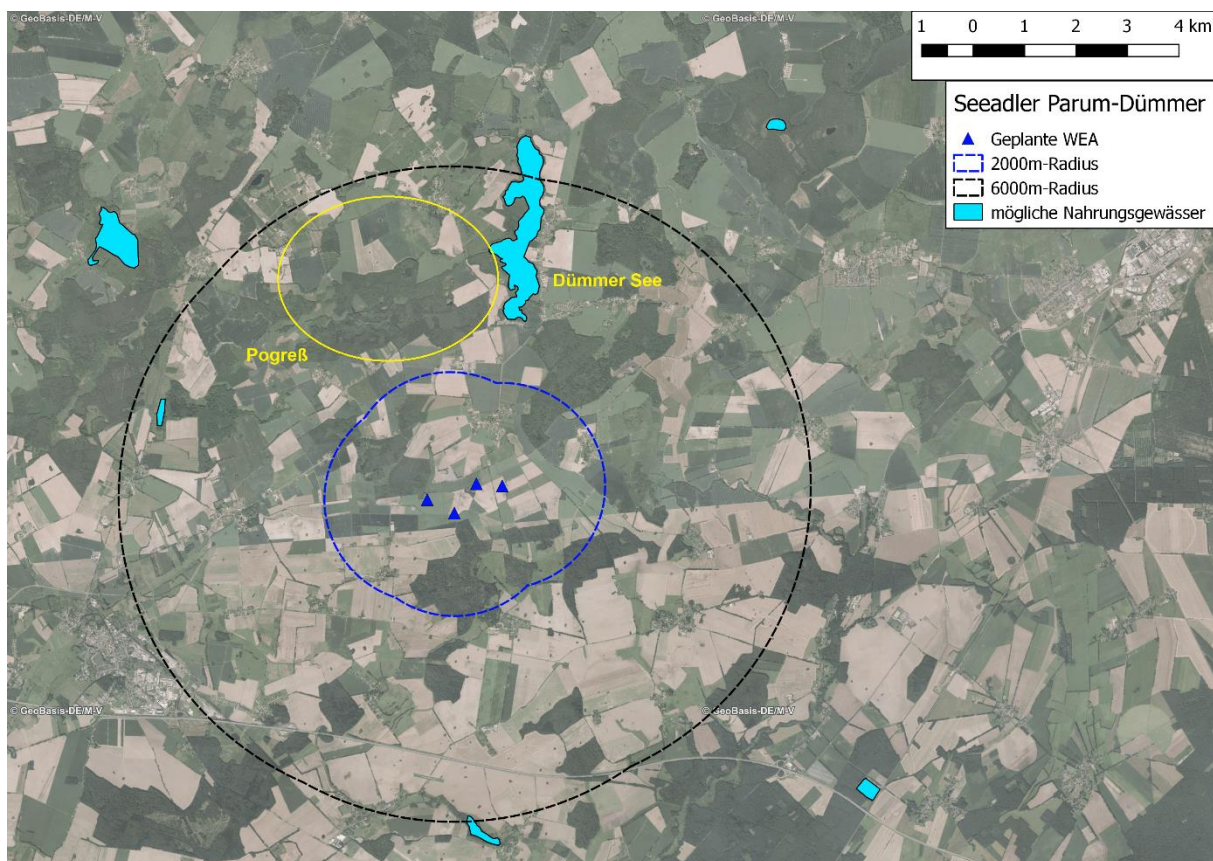 © GeoBasis-DE/M-V
© GeoBasis-DE/M-V
1 0 1 2 3 4 km
Seeadler Parum-Dümmer
Geplante WEA
2000m-Radius
6000m-Radius
mögliche Nahrungsgewässer
Dümmer See
Pogreß
© GeoBasis-DE/M-V
© GeoBasis-DE/M-V